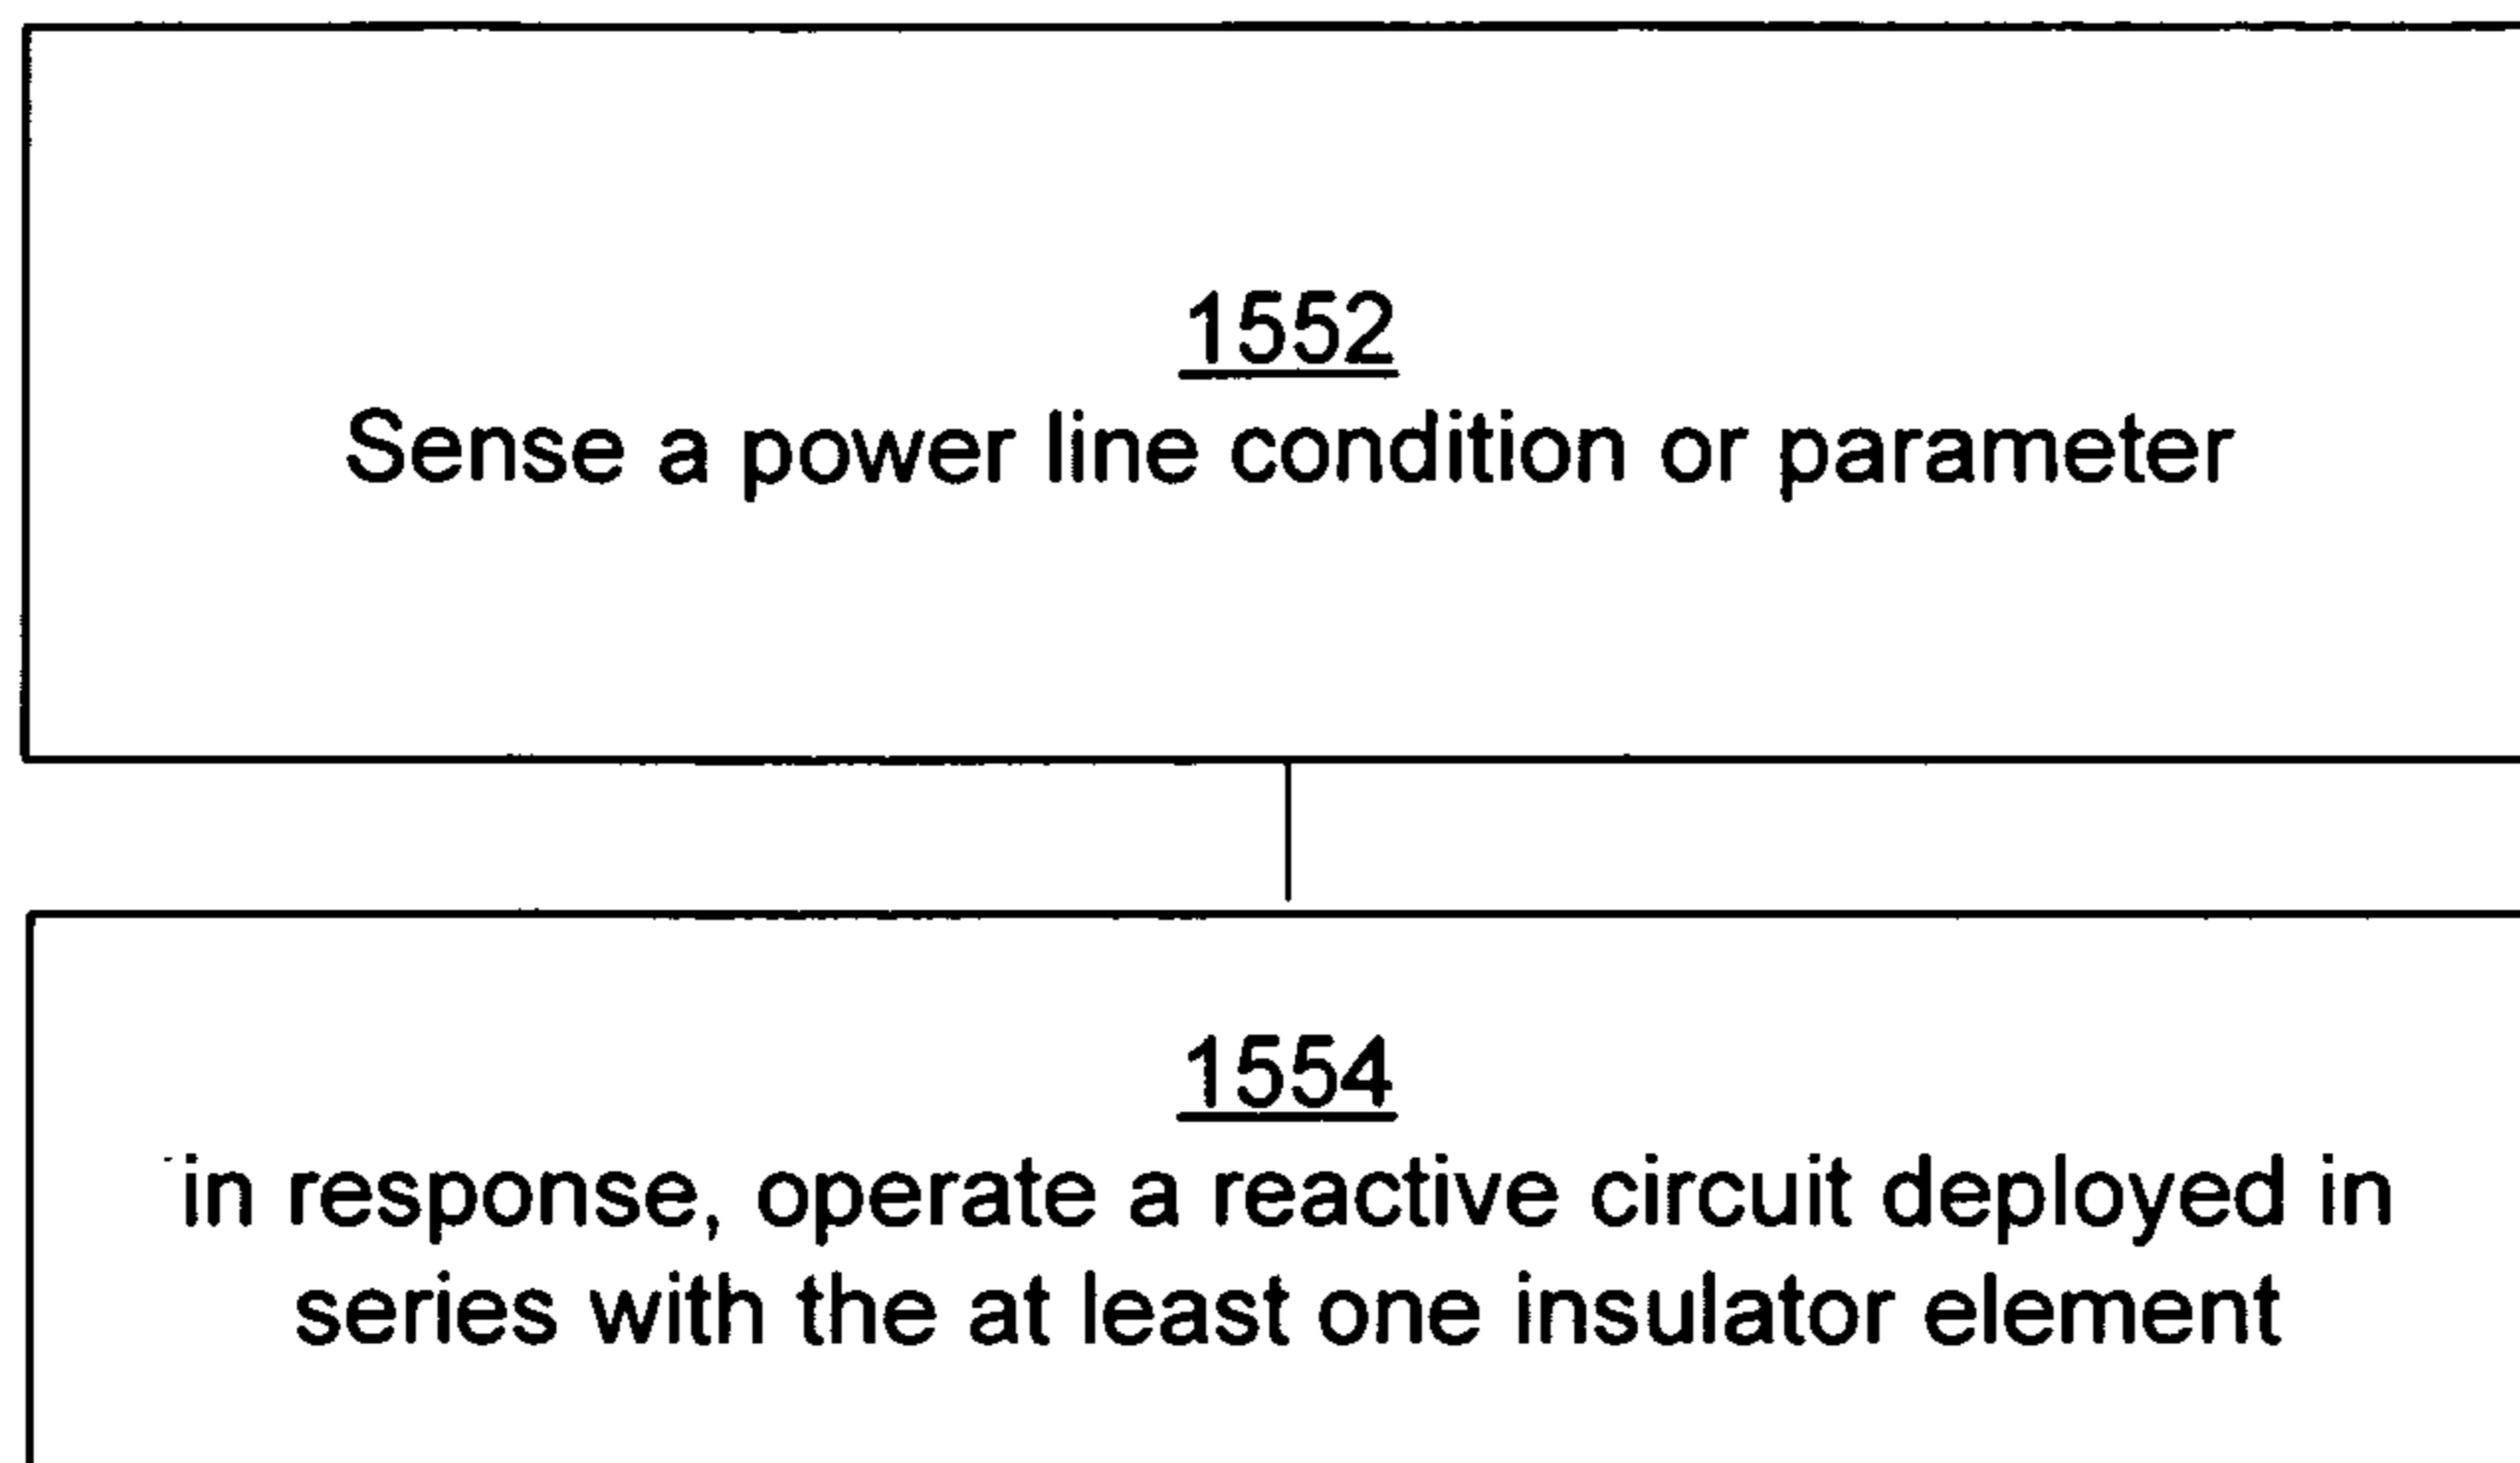 1552
Sense a power line condition or parameter
1554
in response, operate a reactive circuit deployed in
series with the at least one insulator element